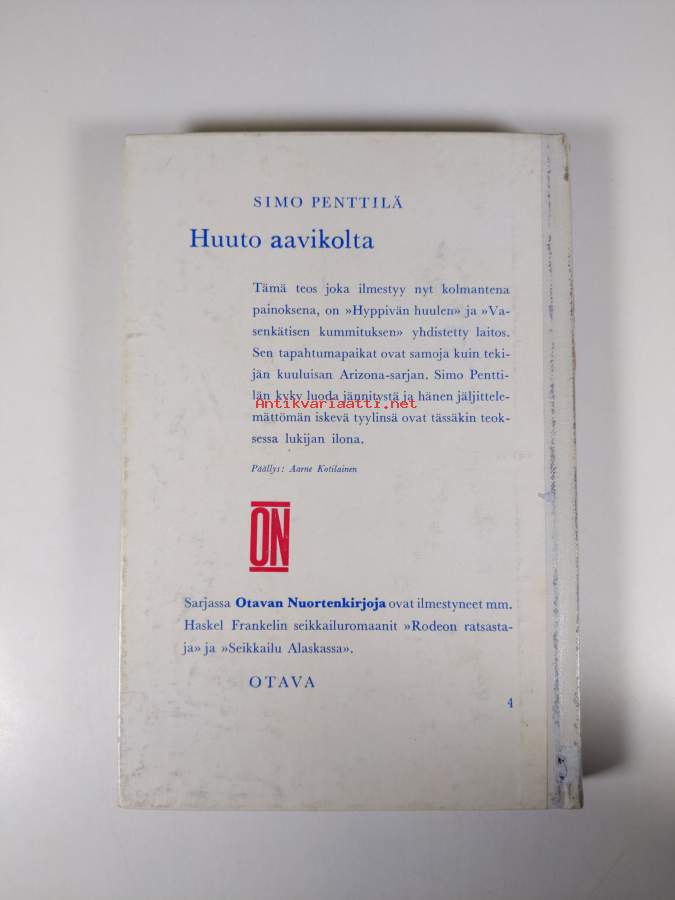 SIMO PENTTILÄ
Huuto aavikolta
Tämä teos joka ilmestyy nyt kolmantena
painoksena, on »Hyppivän huulen» ja »Va-
senkätisen kummituksen» yhdistetty laitos.
Sen tapahtumapaikat ovat samoja kuin teki-
jän kuuluisan Arizona-sarjan. Simo Pentti-
län kyky luoda jännitystä ja hänen jäljittele-
Antikvariaatti.net
mättömän iskevä tyylinsä ovat tässäkin teok-
sessa lukijan ilona.
Päällys: Aarne Kotilainen
ON
Sarjassa Otavan Nuortenkirjoja ovat ilmestyneet mm.
Haskel Frankelin seikkailuromaanit »Rodeon ratsasta-
ja» ja »Seikkailu Alaskassa».
OTAVA
4